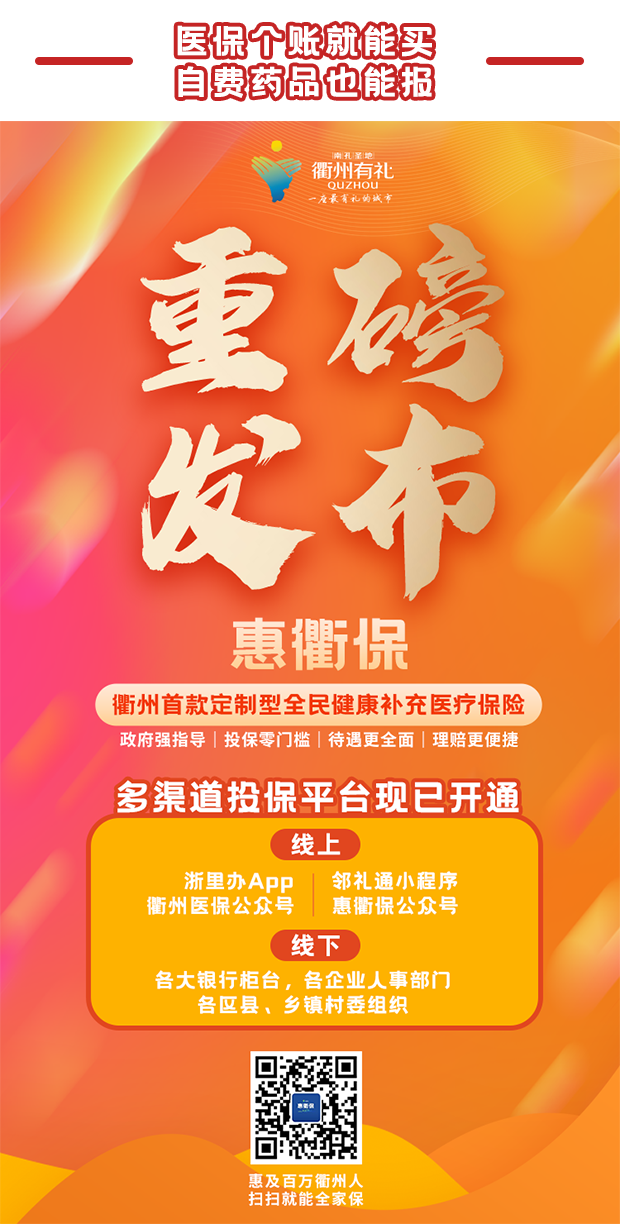 医保个账就能买
自费药品也能报
南孔圣地
衢州有礼
QUZHOU
一座最有礼的城市
重磅
发布
惠衢保
衢州首款定制型全民健康补充医疗保险
政府强指导｜投保零门槛｜待遇更全面｜理赔更便捷
多渠道投保平台现已开通
线上
浙里办App｜邻礼通小程序
衢州医保公众号｜惠衢保公众号
线下
各大银行柜台，各企业人事部门
各区县、乡镇村委组织
惠衢保
惠及百万衢州人
扫扫就能全家保